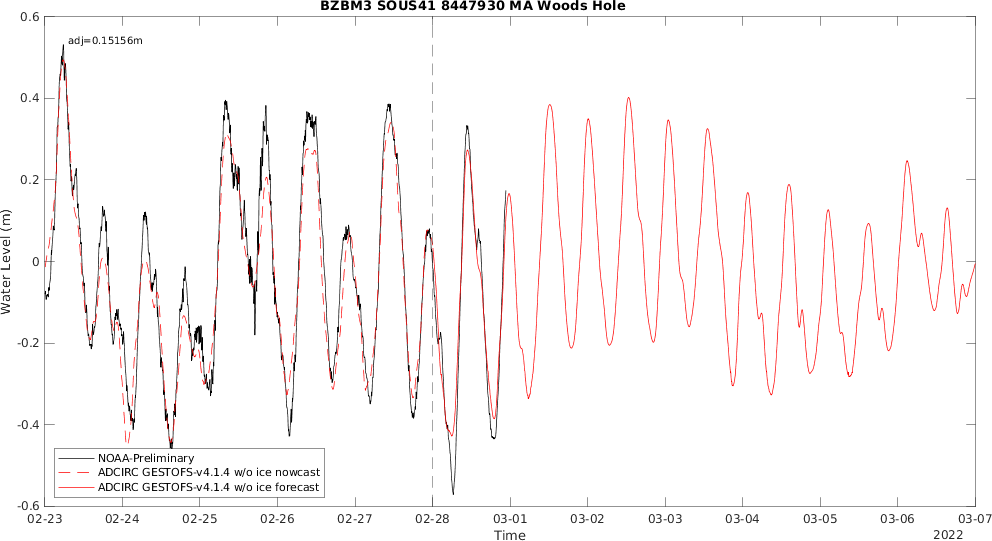 BZBM3 SOUS41 8447930 MA Woods Hole
adj=0.15156m
0.6
0.4
0.2
0
-0.2
-0.4
-0.6
Water Level (m)
NOAA-Preliminary
ADCIRC GESTOFS-v4.1.4 w/o ice nowcast
ADCIRC GESTOFS-v4.1.4 w/o ice forecast
02-23 02-24 02-25 02-26 02-27 02-28 03-01 03-02 03-03 03-04 03-05 03-06 03-07
Time
2022